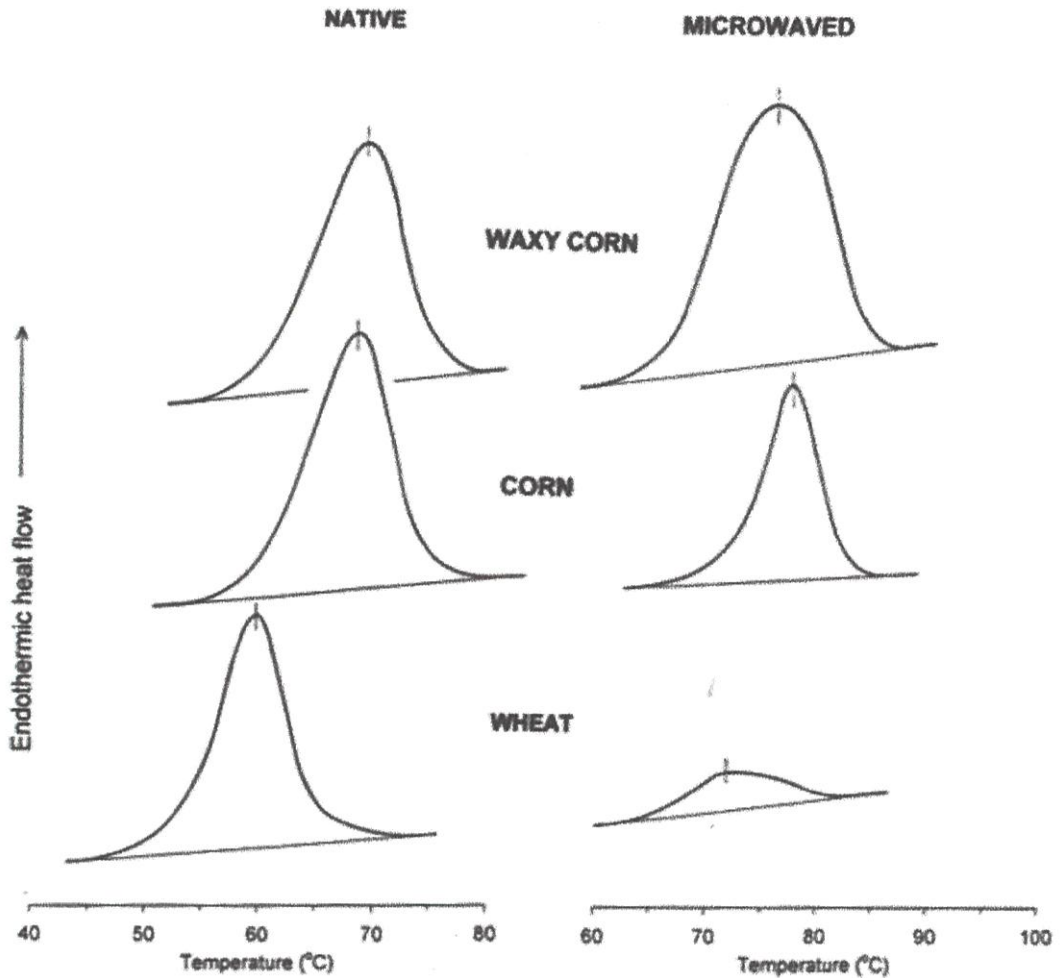 NATIVE
MICROWAVED
WAXY CORN
CORN
WHEAT
Endothermic heat flow
40 50 60 70 80
60 70 80 90 100
Temperature (°C)
Temperature (°C)